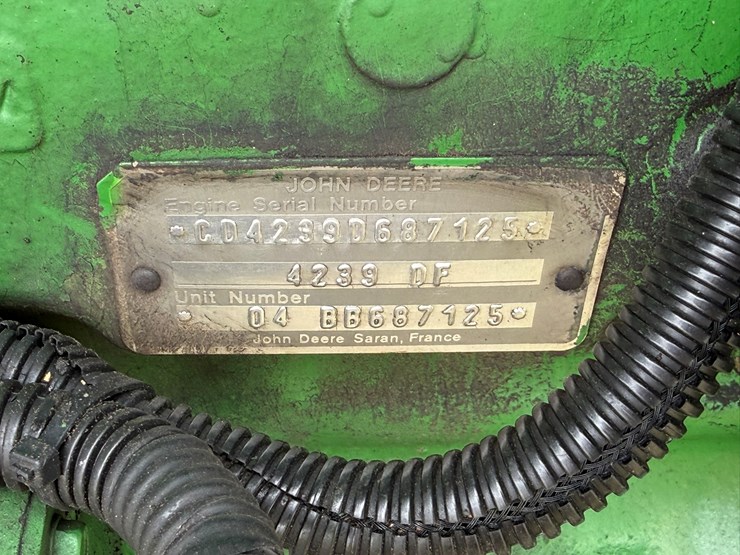 JOHN DEERE
Engine Serial Number
*CD4239D687125*
4239 DF
Unit Number
* 04 BB687125*
John Deere Saran, France